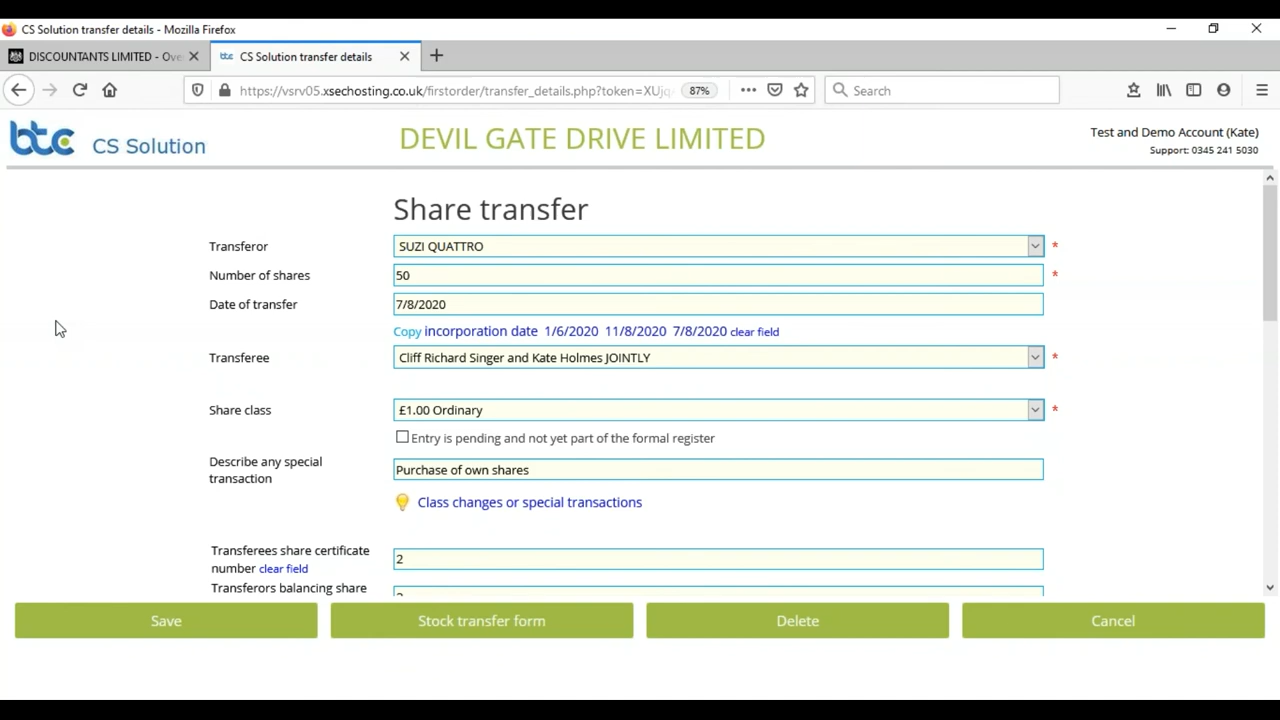 CS Solution transfer details - Mozilla Firefox
DISCOUNTANTS LIMITED - Ove
btc CS Solution transfer details
https://vsrv05.xsechosting.co.uk/firstorder/transfer_details.php?token=XUjq 87% Search
btc CS Solution
DEVIL GATE DRIVE LIMITED
Test and Demo Account (Kate)
Support: 0345 241 5030
Share transfer
Transferor SUZI QUATTRO *
Number of shares 50 *
Date of transfer 7/8/2020
Copy incorporation date 1/6/2020 11/8/2020 7/8/2020 clear field
Transferee Cliff Richard Singer and Kate Holmes JOINTLY *
Share class £1.00 Ordinary *
Entry is pending and not yet part of the formal register
Describe any special
transaction
Purchase of own shares
Class changes or special transactions
Transferees share certificate
number clear field
2
Transferors balancing share
Save Stock transfer form Delete Cancel